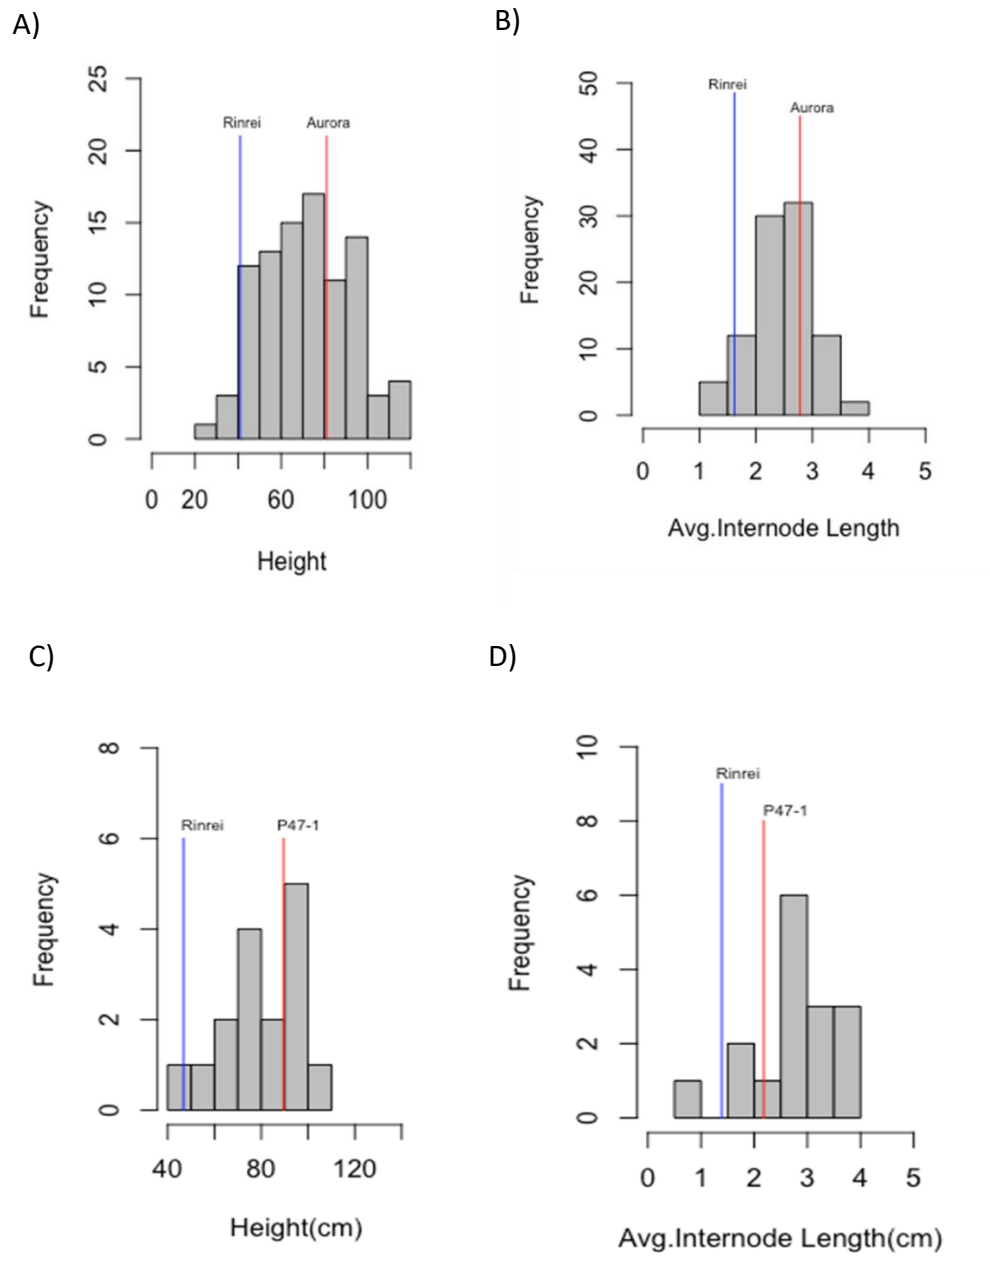 A)
B)
25
20
15
10
5
0
Frequency
Rinrei
Aurora
0 20 60 100
Height
50
40
30
20
10
0
Frequency
Rinrei
Aurora
0 1 2 3 4 5
Avg.Internode Length
C)
D)
8
6
4
2
0
Frequency
Rinrei
P47-1
40 80 120
Height(cm)
10
8
6
4
2
0
Frequency
Rinrei
P47-1
0 1 2 3 4 5
Avg.Internode Length(cm)